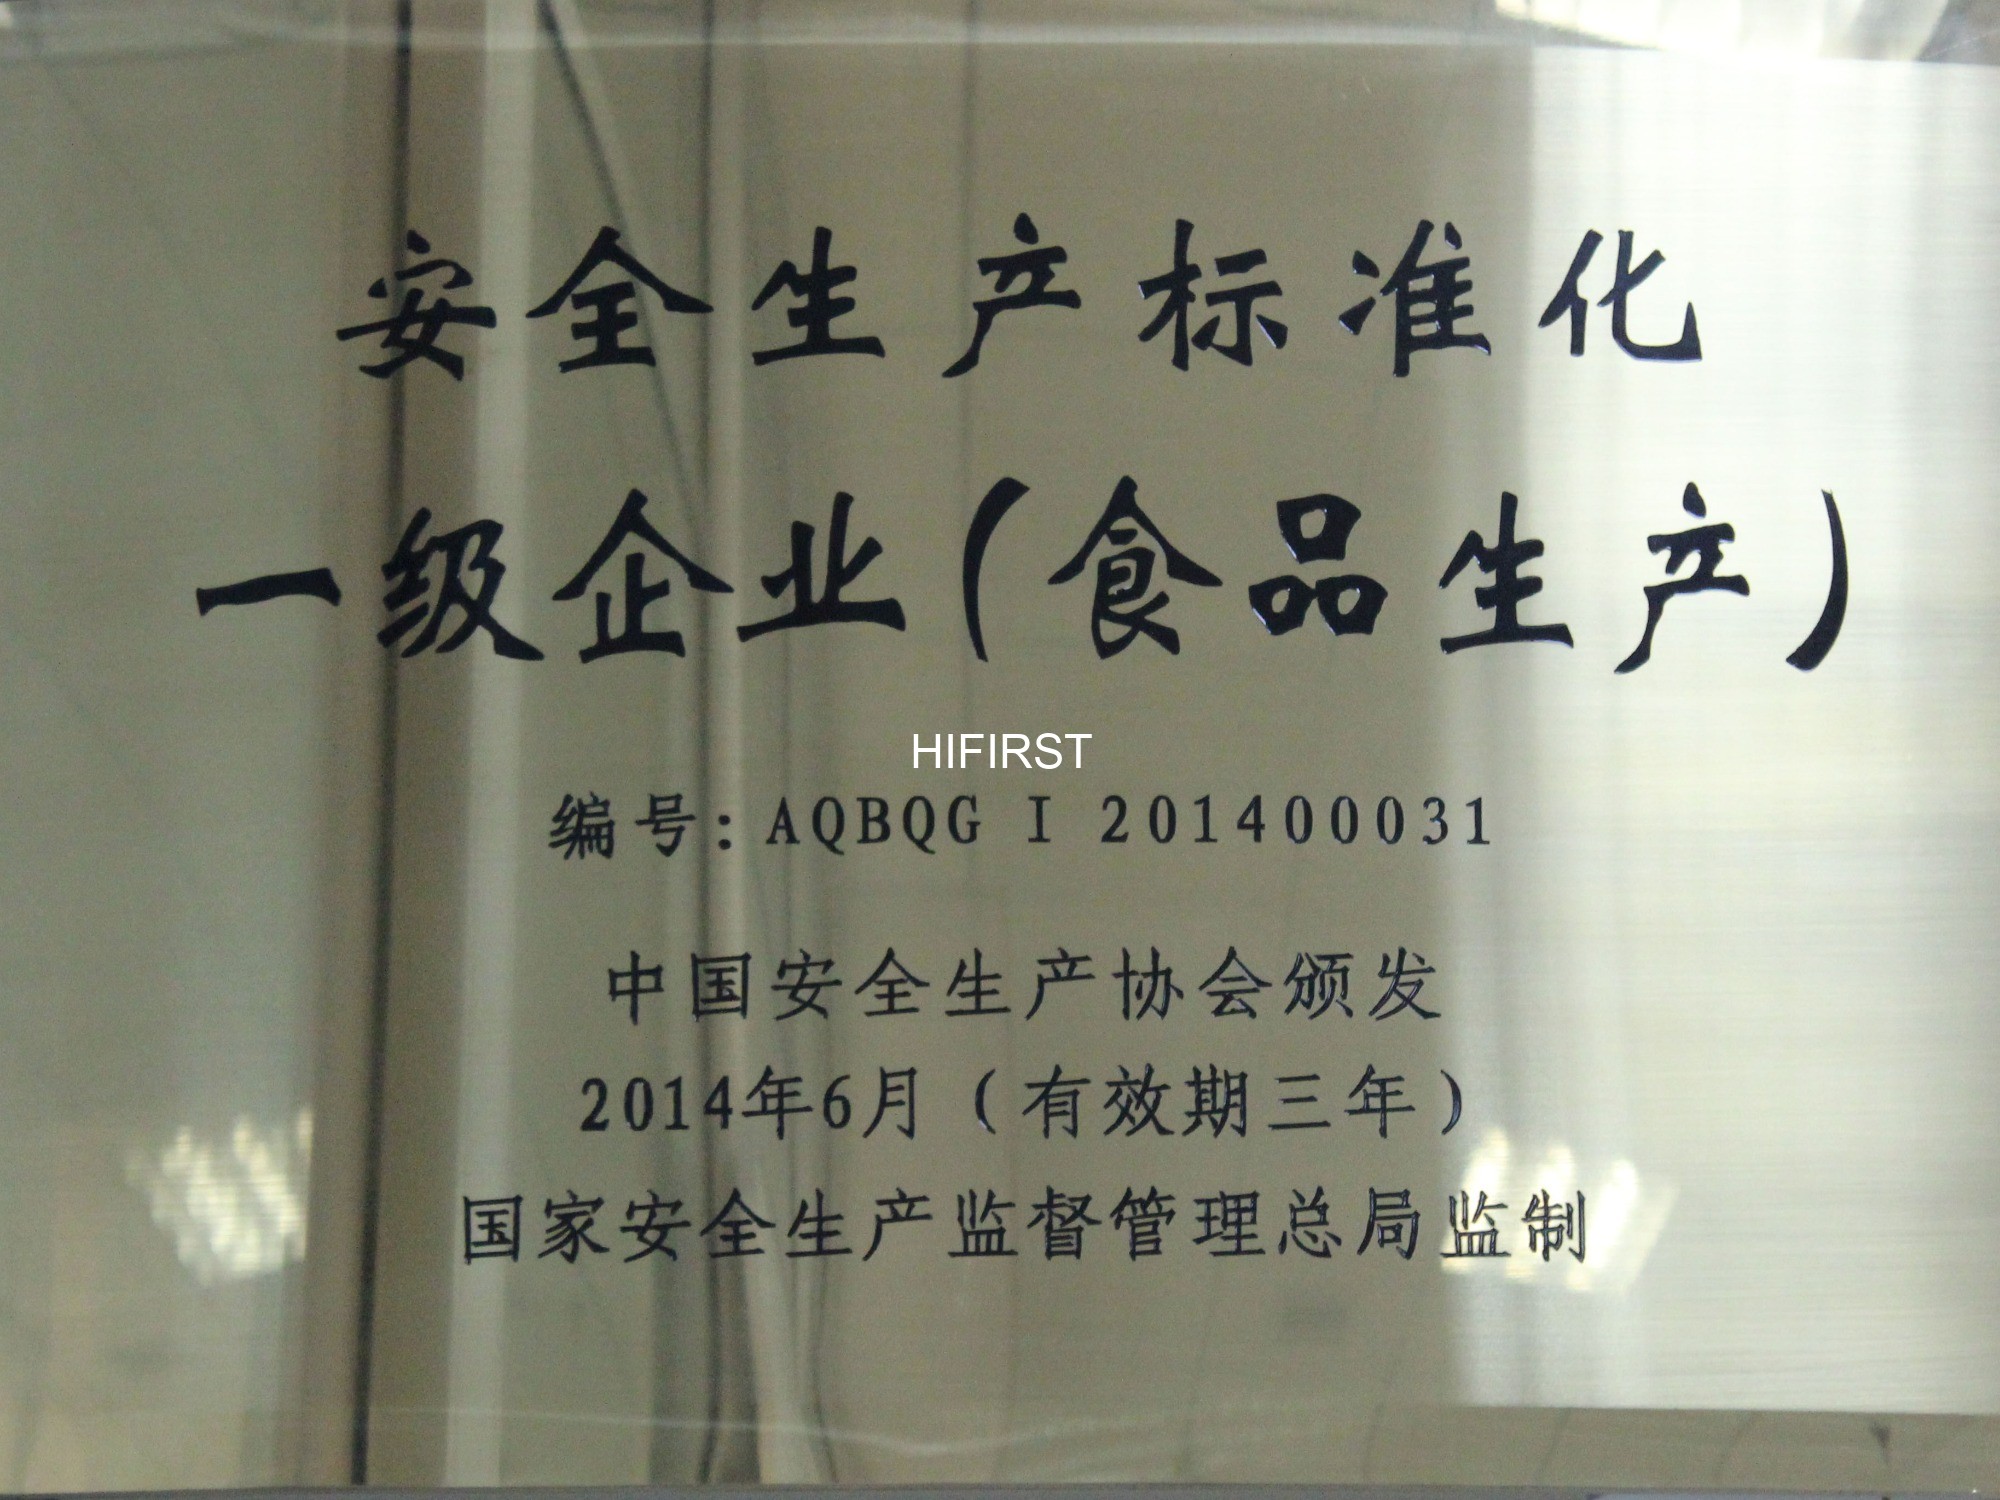 安全生产标准化
一级企业(食品生产)
HIFIRST
编号:AQBQG I 201400031
中国安全生产协会颁发
2014年6月（有效期三年）
国家安全生产监督管理总局监制